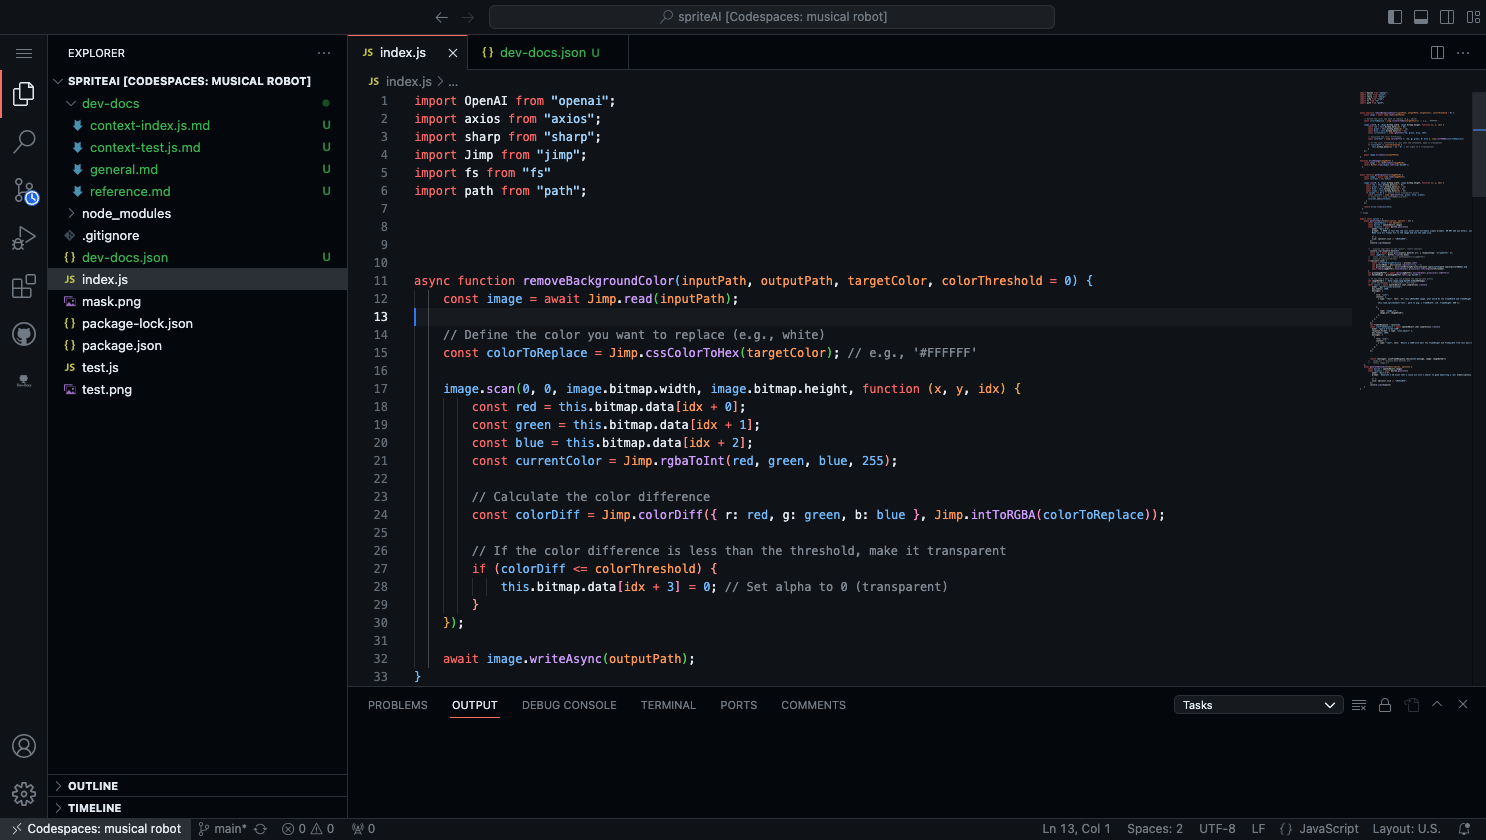 spriteAI [Codespaces: musical robot]
EXPLORER
SPRITEAI [CODESPACES: MUSICAL ROBOT]
dev-docs
context-index.js.md U
context-test.js.md U
general.md U
reference.md U
node_modules
.gitignore
{} dev-docs.json U
JS index.js
mask.png
{} package-lock.json
{} package.json
JS test.js
test.png
OUTLINE
TIMELINE
JS index.js
{} dev-docs.json U
JS index.js > ...
1 import OpenAI from "openai";
2 import axios from "axios";
3 import sharp from "sharp";
4 import Jimp from "jimp";
5 import fs from "fs"
6 import path from "path";
7
8
9
10
11 async function removeBackgroundColor(inputPath, outputPath, targetColor, colorThreshold = 0) {
12 const image = await Jimp.read(inputPath);
13
14 // Define the color you want to replace (e.g., white)
15 const colorToReplace = Jimp.cssColorToHex(targetColor); // e.g., '#FFFFFF'
16
17 image.scan(0, 0, image.bitmap.width, image.bitmap.height, function (x, y, idx) {
18 const red = this.bitmap.data[idx + 0];
19 const green = this.bitmap.data[idx + 1];
20 const blue = this.bitmap.data[idx + 2];
21 const currentColor = Jimp.rgbaToInt(red, green, blue, 255);
22
23 // Calculate the color difference
24 const colorDiff = Jimp.colorDiff({ r: red, g: green, b: blue }, Jimp.intToRGBA(colorToReplace));
25
26 // If the color difference is less than the threshold, make it transparent
27 if (colorDiff <= colorThreshold) {
28 this.bitmap.data[idx + 3] = 0; // Set alpha to 0 (transparent)
29 }
30 });
31
32 await image.writeAsync(outputPath);
33 }
PROBLEMS OUTPUT DEBUG CONSOLE TERMINAL PORTS COMMENTS
Tasks
Codespaces: musical robot main* 0 0 0
Ln 13, Col 1 Spaces: 2 UTF-8 LF {} JavaScript Layout: U.S.